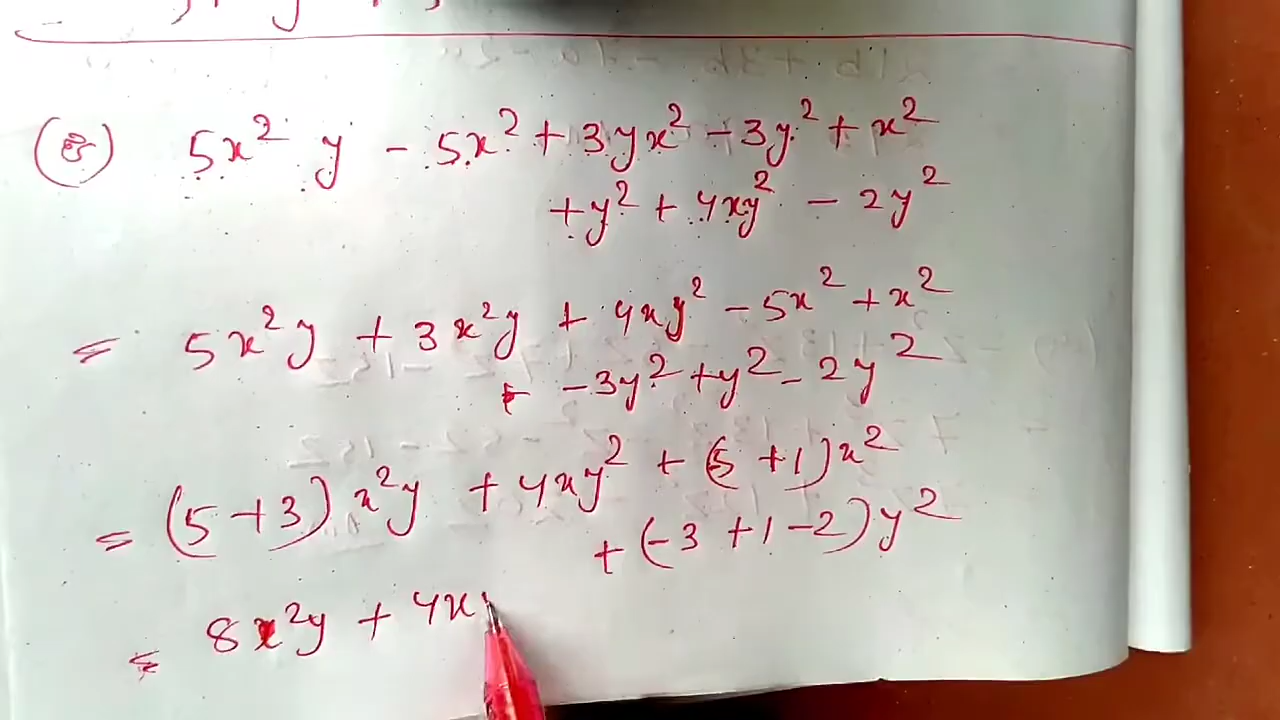 5x² y - 5x² + 3yx² - 3y² + x²
+ y² + 4xy² - 2y²
= 5x²y + 3x²y + 4xy² - 5x² + x²
+ -3y² + y² - 2y²
= (5+3)x²y + 4xy² + (5+1)x²
+ (-3+1-2)y²
= 8x²y + 4x